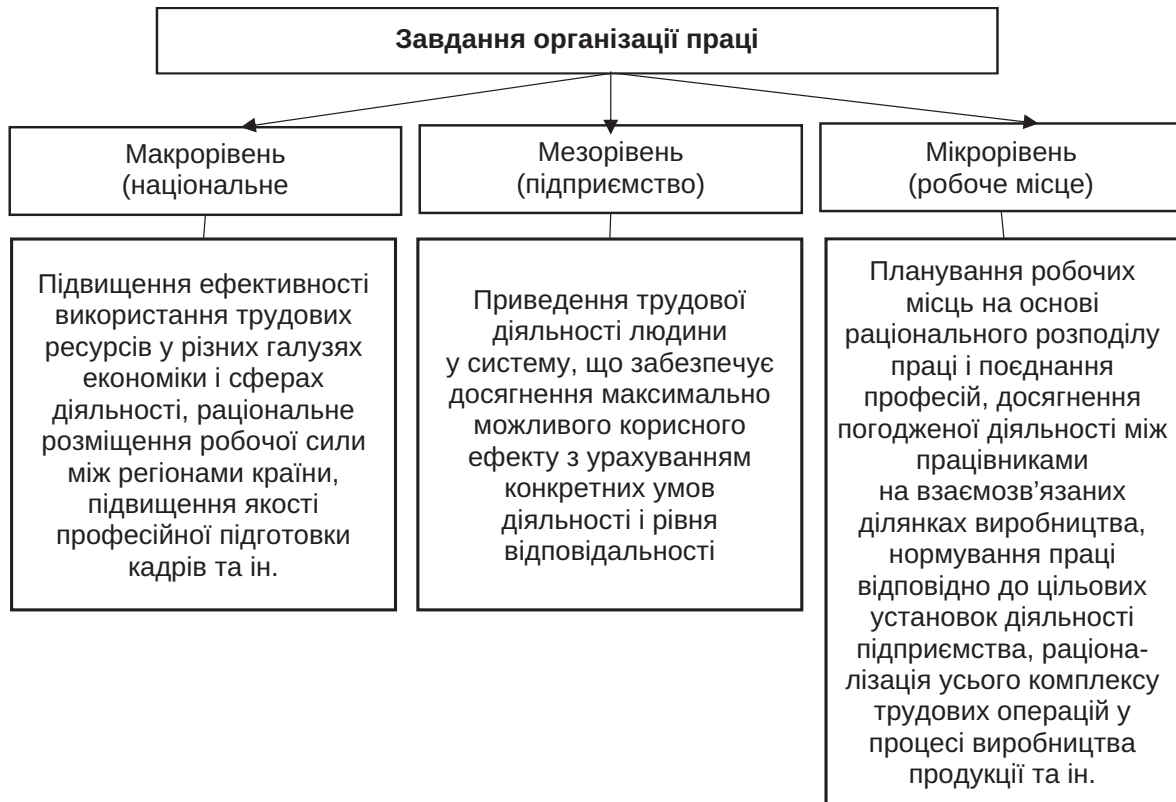 Завдання організації праці
Макрорівень
(національне
Мезорівень
(підприємство)
Мікрорівень
(робоче місце)
Підвищення ефективності
використання трудових
ресурсів у різних галузях
економіки і сферах
діяльності, раціональне
розміщення робочої сили
між регіонами країни,
підвищення якості
професійної підготовки
кадрів та ін.
Приведення трудової
діяльності людини
у систему, що забезпечує
досягнення максимально
можливого корисного
ефекту з урахуванням
конкретних умов
діяльності і рівня
відповідальності
Планування робочих
місць на основі
раціонального розподілу
праці і поєднання
професій, досягнення
погодженої діяльності між
працівниками
на взаємозв’язаних
ділянках виробництва,
нормування праці
відповідно до цільових
установок діяльності
підприємства, раціона-
лізація усього комплексу
трудових операцій у
процесі виробництва
продукції та ін.